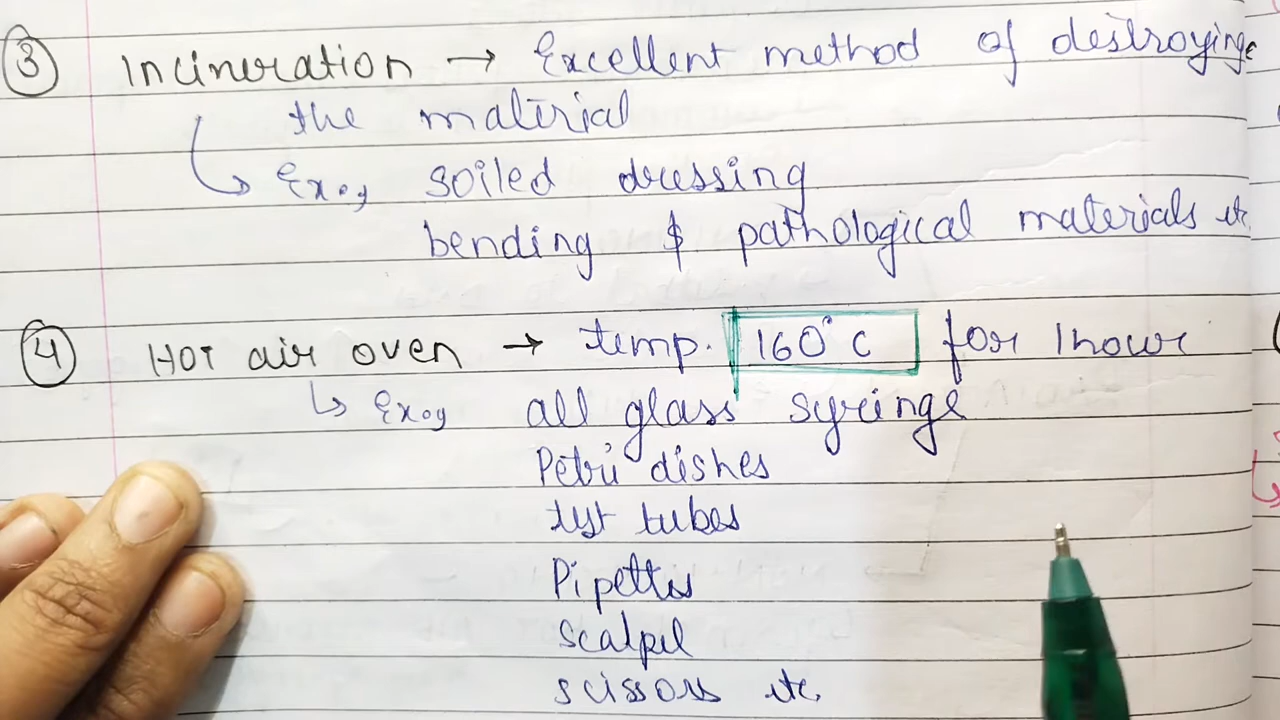 ③ Incineration → Excellent method of destroying
the material
↳ Ex:- soiled dressing
bending & pathological materials etc
④ Hot air oven → temp. 160°C for 1 hour
↳ Ex:- all glass syringe
Petri dishes
test tubes
Pipettes
scalpel
scissors etc.